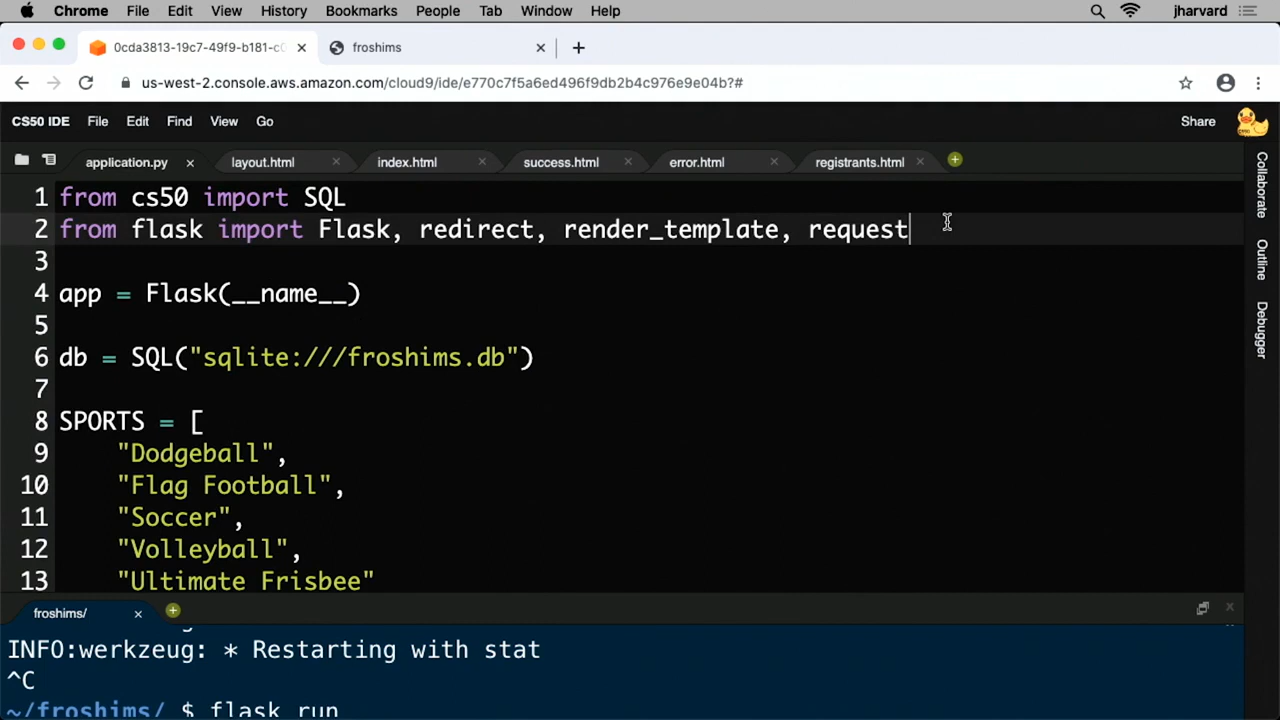 Chrome File Edit View History Bookmarks People Tab Window Help jharvard
0cda3813-19c7-49f9-b181-c froshims
us-west-2.console.aws.amazon.com/cloud9/ide/e770c7f5a6ed496f9db2b4c976e9e04b?#
CS50 IDE File Edit Find View Go Share
application.py layout.html index.html success.html error.html registrants.html
1 from cs50 import SQL
2 from flask import Flask, redirect, render_template, request
3
4 app = Flask(__name__)
5
6 db = SQL("sqlite:///froshims.db")
7
8 SPORTS = [
9 "Dodgeball",
10 "Flag Football",
11 "Soccer",
12 "Volleyball",
13 "Ultimate Frisbee"
Collaborate
Outline
Debugger
froshims/
INFO:werkzeug: * Restarting with stat
^C
~/froshims/ $ flask run